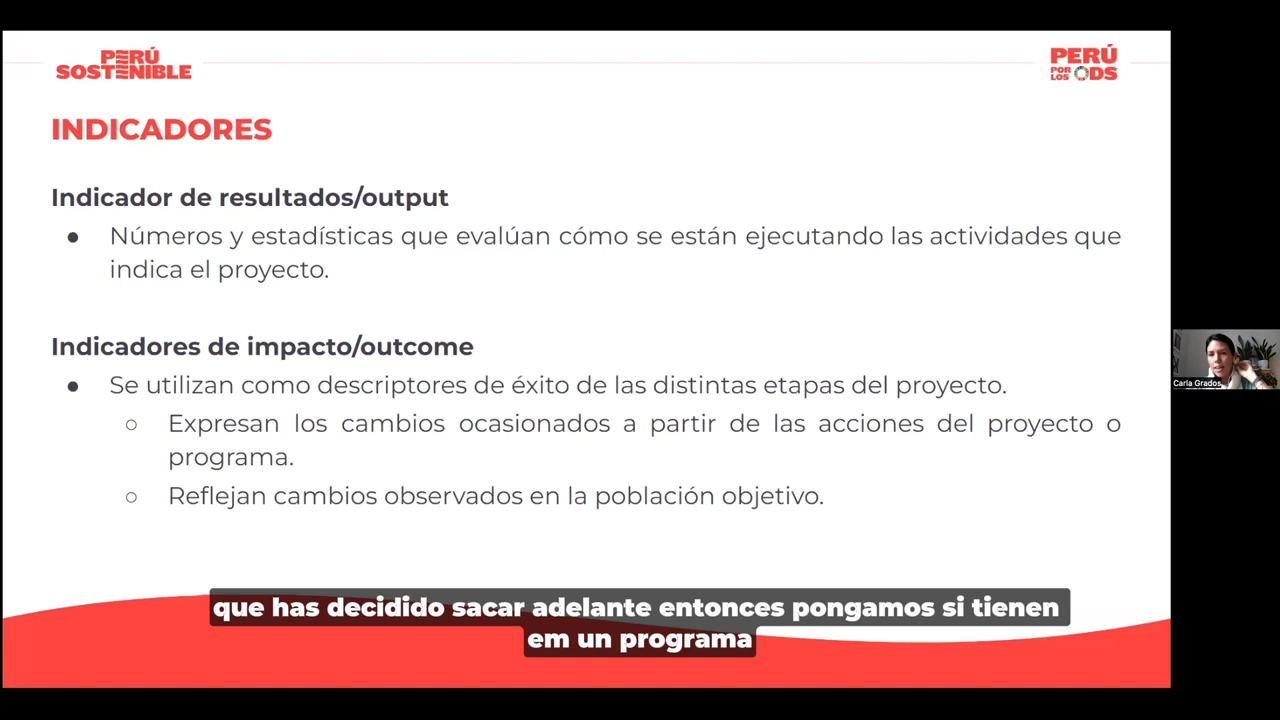 PERÚ
SOSTENIBLE
PERÚ
POR
LOS ODS
INDICADORES
Indicador de resultados/output
● Números y estadísticas que evalúan cómo se están ejecutando las actividades que
indica el proyecto.
Indicadores de impacto/outcome
● Se utilizan como descriptores de éxito de las distintas etapas del proyecto.
○ Expresan los cambios ocasionados a partir de las acciones del proyecto o
programa.
○ Reflejan cambios observados en la población objetivo.
Carla Grados
que has decidido sacar adelante entonces pongamos si tienen
em un programa